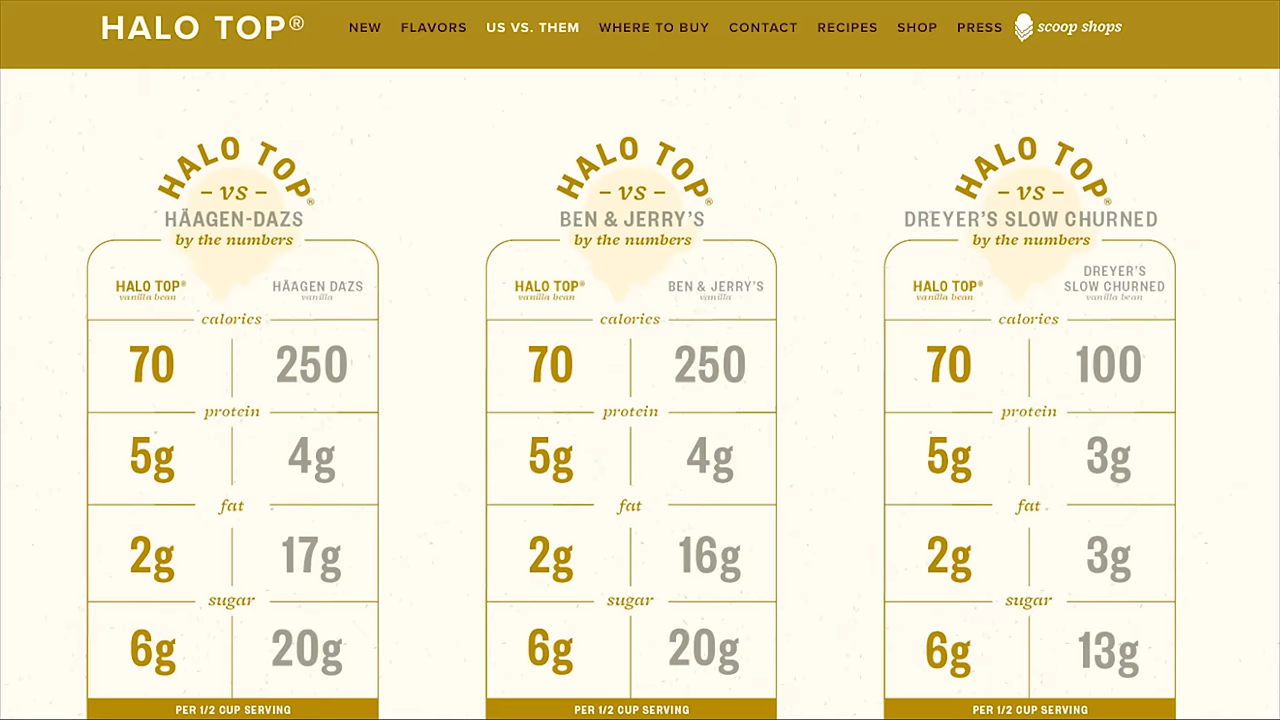 HALO TOP®
NEW FLAVORS US VS. THEM WHERE TO BUY CONTACT RECIPES SHOP PRESS scoop shops
HALO TOP®
– vs –
HÄAGEN-DAZS
by the numbers
HALO TOP® HÄAGEN DAZS
vanilla bean vanilla
calories
70 250
protein
5g 4g
fat
2g 17g
sugar
6g 20g
PER 1/2 CUP SERVING
HALO TOP®
– vs –
BEN & JERRY'S
by the numbers
HALO TOP® BEN & JERRY'S
vanilla bean vanilla
calories
70 250
protein
5g 4g
fat
2g 16g
sugar
6g 20g
PER 1/2 CUP SERVING
HALO TOP®
– vs –
DREYER'S SLOW CHURNED
by the numbers
DREYER'S
HALO TOP® SLOW CHURNED
vanilla bean vanilla bean
calories
70 100
protein
5g 3g
fat
2g 3g
sugar
6g 13g
PER 1/2 CUP SERVING